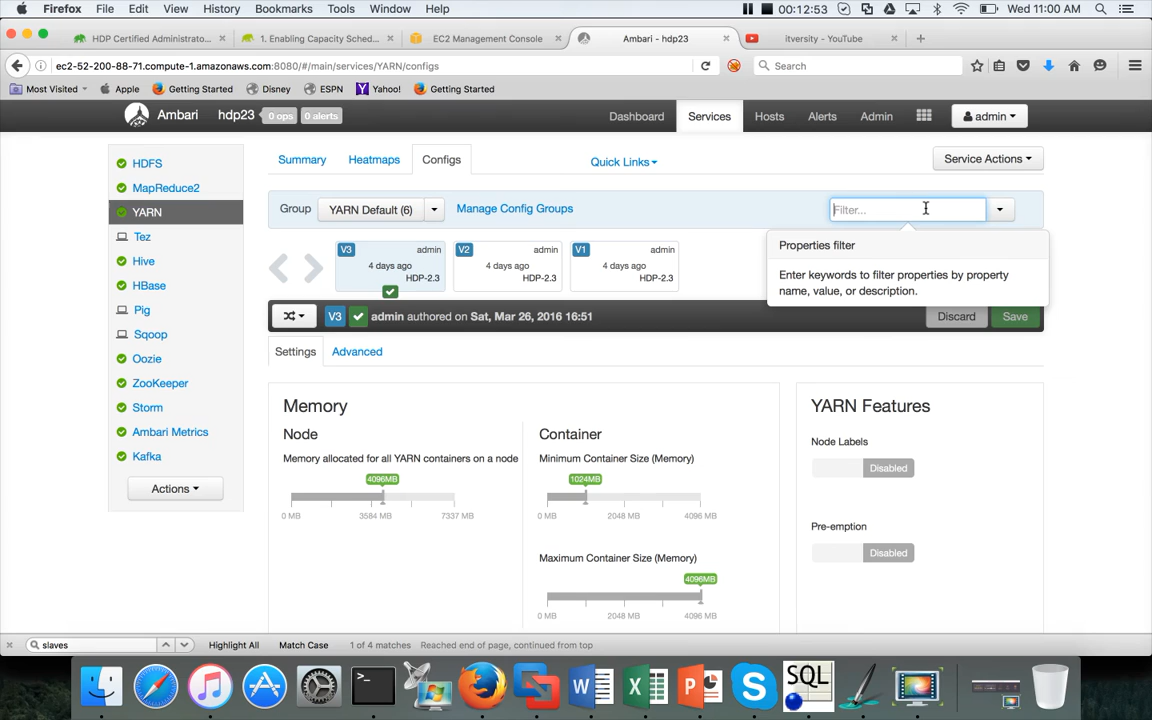 Firefox File Edit View History Bookmarks Tools Window Help 00:12:53 Wed 11:00 AM
HDP Certified Administrato... × 1. Enabling Capacity Sched... × EC2 Management Console × Ambari - hdp23 × itversity - YouTube × +
ec2-52-200-88-71.compute-1.amazonaws.com:8080/#/main/services/YARN/configs Search
Most Visited Apple Getting Started Disney ESPN Yahoo! Getting Started
Ambari hdp23 0 ops 0 alerts Dashboard Services Hosts Alerts Admin admin
HDFS
MapReduce2
YARN
Tez
Hive
HBase
Pig
Sqoop
Oozie
ZooKeeper
Storm
Ambari Metrics
Kafka
Actions
Summary Heatmaps Configs Quick Links Service Actions
Group YARN Default (6) Manage Config Groups Filter...
Properties filter
Enter keywords to filter properties by property
name, value, or description.
V3 admin
4 days ago
HDP-2.3
V2 admin
4 days ago
HDP-2.3
V1 admin
4 days ago
HDP-2.3
V3 admin authored on Sat, Mar 26, 2016 16:51 Discard Save
Settings Advanced
Memory
Node
Memory allocated for all YARN containers on a node
4096MB
0 MB 3584 MB 7337 MB
Container
Minimum Container Size (Memory)
1024MB
0 MB 2048 MB 4096 MB
Maximum Container Size (Memory)
4096MB
0 MB 2048 MB 4096 MB
YARN Features
Node Labels
Disabled
Pre-emption
Disabled
× slaves Highlight All Match Case 1 of 4 matches Reached end of page, continued from top
SQL